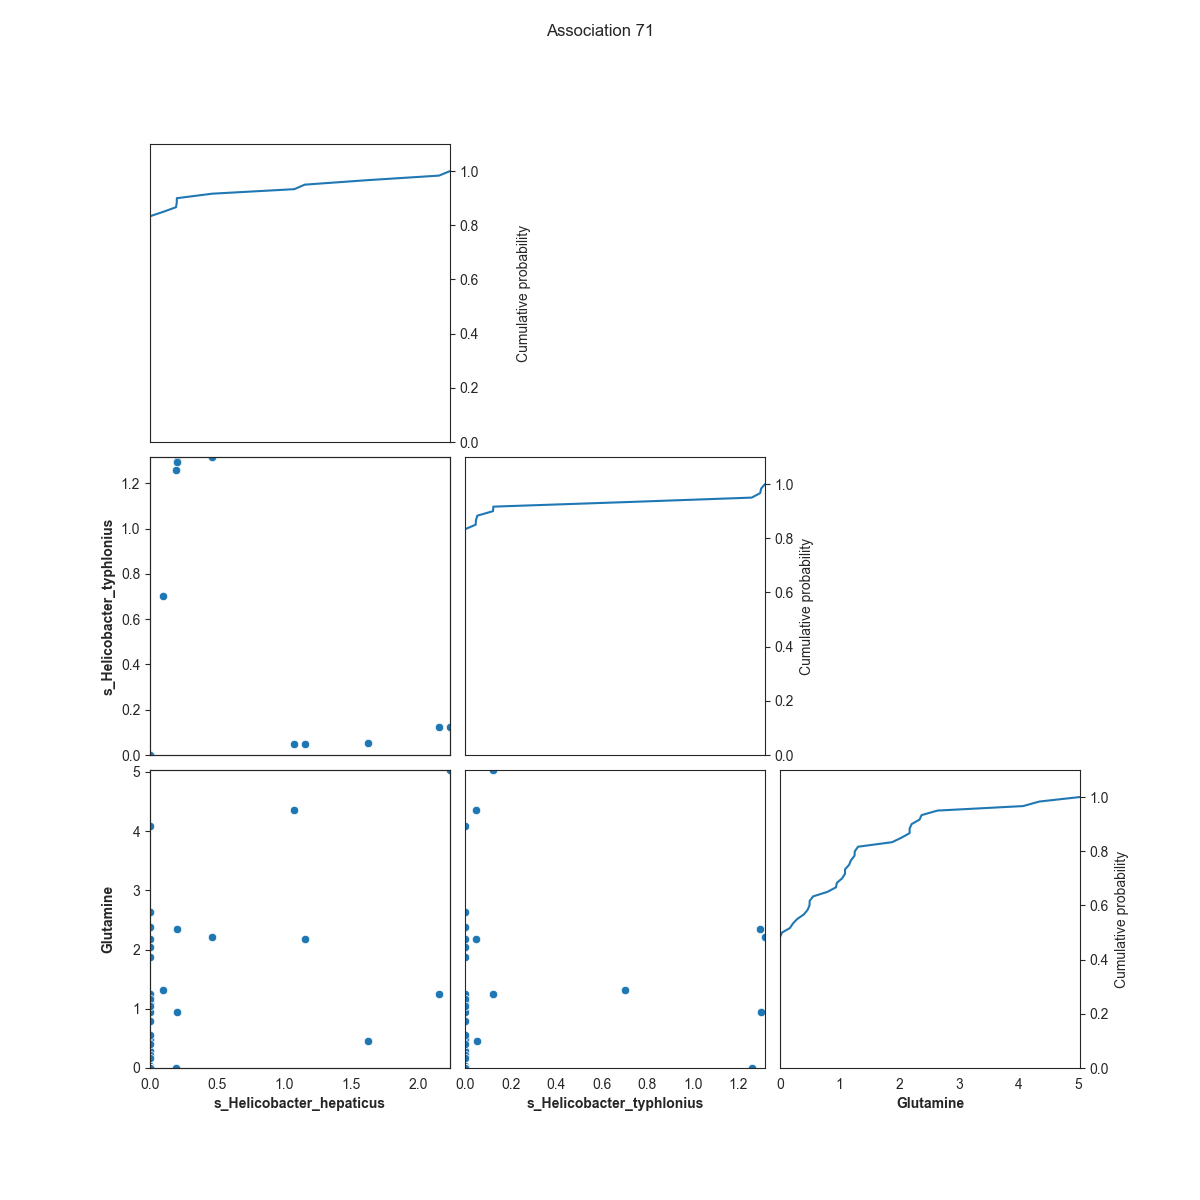 Association 71
1.0
0.8
0.6
0.4
0.2
0.0
Cumulative probability
s_Helicobacter_typhlonius
1.2
1.0
0.8
0.6
0.4
0.2
0.0
1.0
0.8
0.6
0.4
0.2
0.0
Cumulative probability
Glutamine
5
4
3
2
1
0
1.0
0.8
0.6
0.4
0.2
0.0
Cumulative probability
0.0 0.5 1.0 1.5 2.0
s_Helicobacter_hepaticus
0.0 0.2 0.4 0.6 0.8 1.0 1.2
s_Helicobacter_typhlonius
0 1 2 3 4 5
Glutamine